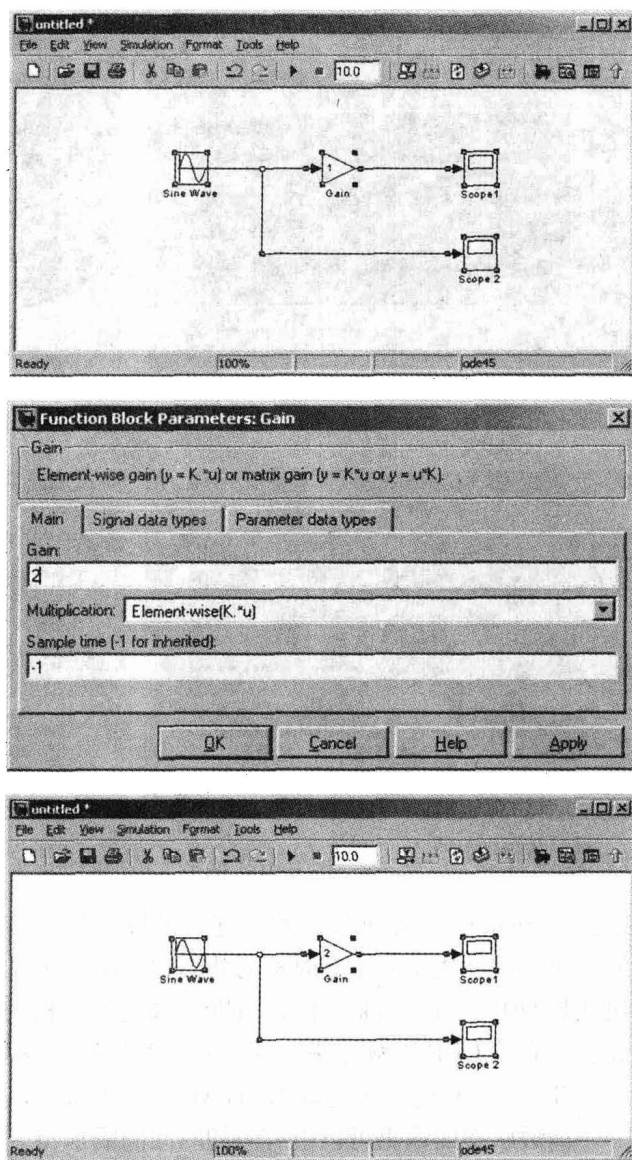 untitled *
File Edit View Simulation Format Tools Help
10.0
1
Sine Wave Gain Scope1
Scope 2
Ready 100% ode45
Function Block Parameters: Gain
Gain
Element-wise gain (y = K.*u) or matrix gain (y = K*u or y = u*K).
Main Signal data types Parameter data types
Gain:
2
Multiplication: Element-wise(K.*u)
Sample time (-1 for inherited):
-1
OK Cancel Help Apply
untitled *
File Edit View Simulation Format Tools Help
10.0
2
Sine Wave Gain Scope1
Scope 2
Ready 100% ode45